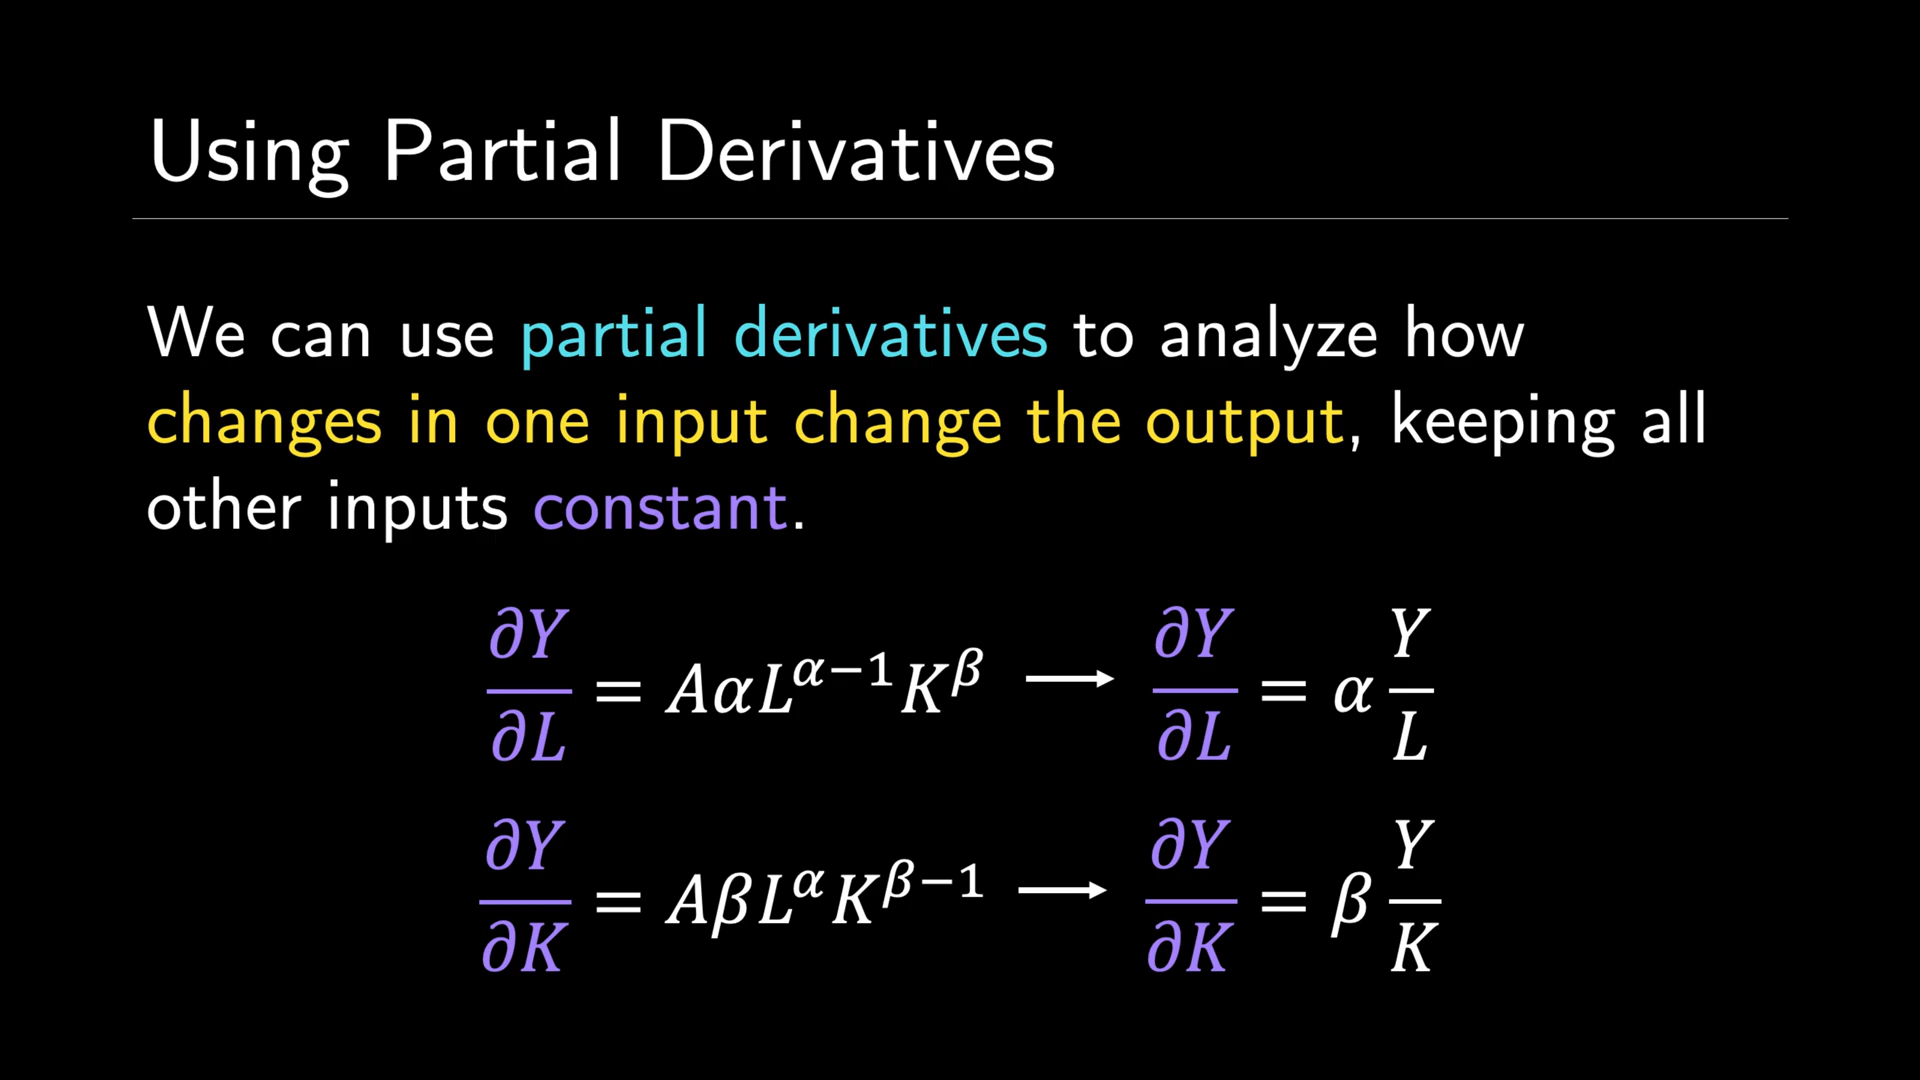 Using Partial Derivatives
We can use partial derivatives to analyze how
changes in one input change the output, keeping all
other inputs constant.
∂Y/∂L = AαL^{α−1}K^β → ∂Y/∂L = α Y/L
∂Y/∂K = AβL^αK^{β−1} → ∂Y/∂K = β Y/K